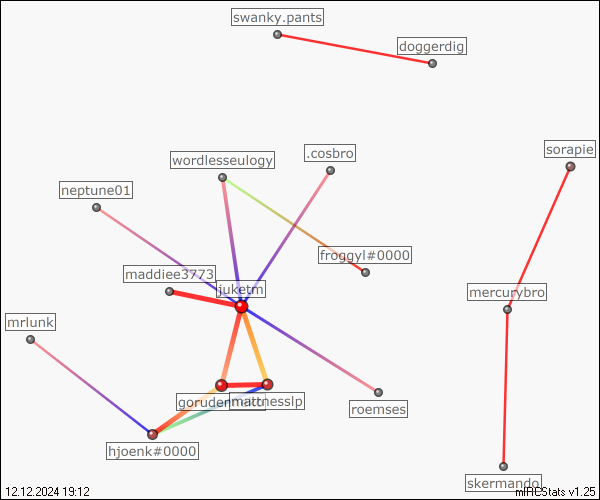 swanky.pants
doggerdig
sorapie
wordlesseulogy
.cosbro
neptune01
froggyl#0000
maddiee3773
juketm
mercurybro
mrlunk
mattnesslp
roemses
hjoenk#0000
skermando
12.12.2024 19:12
mIRCStats v1.25